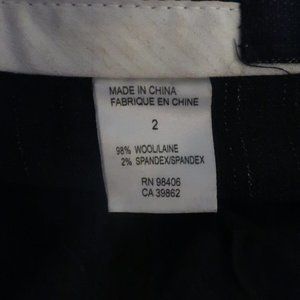 MADE IN CHINA
FABRIQUE EN CHINE
2
98% WOOL/LAINE
2% SPANDEX/SPANDEX
RN 98406
CA 39862